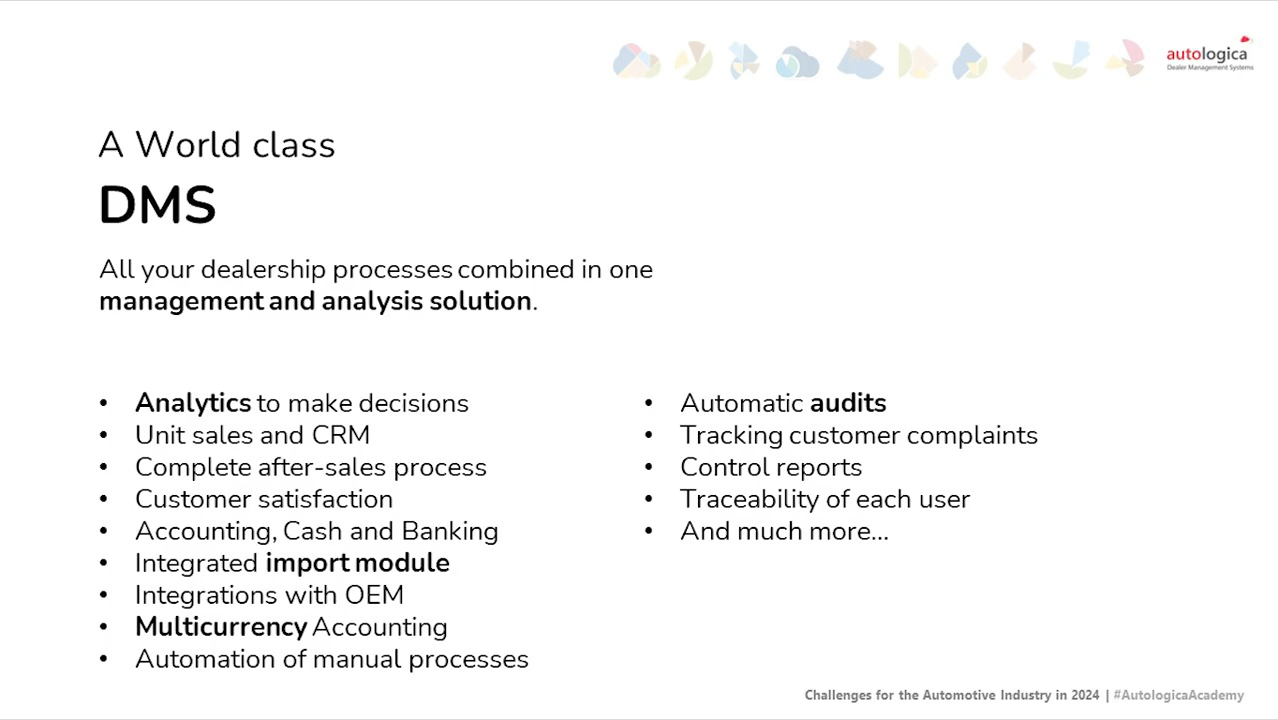 autologica
Dealer Management Systems
A World class
DMS
All your dealership processes combined in one
management and analysis solution.
• Analytics to make decisions
• Unit sales and CRM
• Complete after-sales process
• Customer satisfaction
• Accounting, Cash and Banking
• Integrated import module
• Integrations with OEM
• Multicurrency Accounting
• Automation of manual processes
• Automatic audits
• Tracking customer complaints
• Control reports
• Traceability of each user
• And much more...
Challenges for the Automotive Industry in 2024 | #AutologicaAcademy